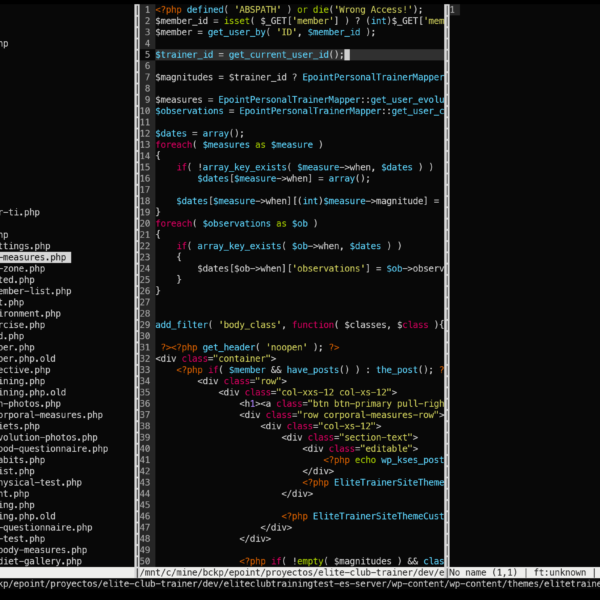 .php
r-ti.php
hp
ttings.php
-measures.php
-zone.php
ted.php
ember-list.php
t.php
ironment.php
rcise.php
d.php
ber.php
ber.php.old
ective.php
ining.php
ining.php.old
n-photos.php
orporal-measures.php
iets.php
volution-photos.php
ood-questionnaire.php
abits.php
ist.php
hysical-test.php
nt.php
ing.php
ing.php.old
-questionnaire.php
-test.php
body-measures.php
diet-gallery.php
1 <?php defined( 'ABSPATH' ) or die('Wrong Access!');
2 $member_id = isset( $_GET['member'] ) ? (int)$_GET['mem
3 $member = get_user_by( 'ID', $member_id );
4
5 $trainer_id = get_current_user_id();
6
7 $magnitudes = $trainer_id ? EpointPersonalTrainerMapper
8
9 $measures = EpointPersonalTrainerMapper::get_user_evolu
10 $observations = EpointPersonalTrainerMapper::get_user_c
11
12 $dates = array();
13 foreach( $measures as $measure )
14 {
15 if( !array_key_exists( $measure->when, $dates ) )
16 $dates[$measure->when] = array();
17
18 $dates[$measure->when][(int)$measure->magnitude] =
19 }
20 foreach( $observations as $ob )
21 {
22 if( array_key_exists( $ob->when, $dates ) )
23 {
24 $dates[$ob->when]['observations'] = $ob->observ
25 }
26 }
27
28
29 add_filter( 'body_class', function( $classes, $class ){
30
31 ?><?php get_header( 'noopen' ); ?>
32 <div class="container">
33 <?php if( $member && have_posts() ) : the_post(); ?
34 <div class="row">
35 <div class="col-xxs-12 col-xs-12">
36 <h1><a class="btn btn-primary pull-righ
37 <div class="row corporal-measures-row">
38 <div class="col-xs-12">
39 <div class="section-text">
40 <div class="editable">
41 <?php echo wp_kses_post
42 </div>
43 <?php EliteTrainerSiteTheme
44 </div>
45
46 <?php EliteTrainerSiteThemeCust
47 </div>
48 </div>
49
50 <?php if( !empty( $magnitudes ) && clas
1
/mnt/c/mine/bckp/epoint/proyectos/elite-club-trainer/dev/e No name (1,1) | ft:unknown |
kp/epoint/proyectos/elite-club-trainer/dev/eliteclubtrainingtest-es-server/wp-content/wp-content/themes/elitetraine